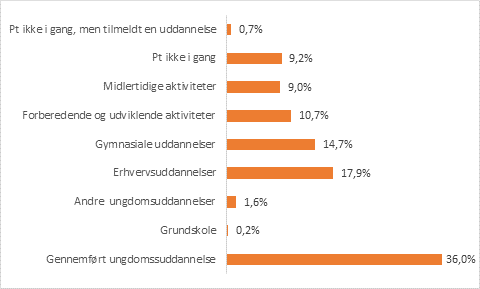 Pt ikke i gang, men tilmeldt en uddannelse 0,7%
Pt ikke i gang 9,2%
Midlertidige aktiviteter 9,0%
Forberedende og udviklende aktiviteter 10,7%
Gymnasiale uddannelser 14,7%
Erhvervsuddannelser 17,9%
Andre ungdomsuddannelser 1,6%
Grundskole 0,2%
Gennemført ungdomssuddannelse 36,0%